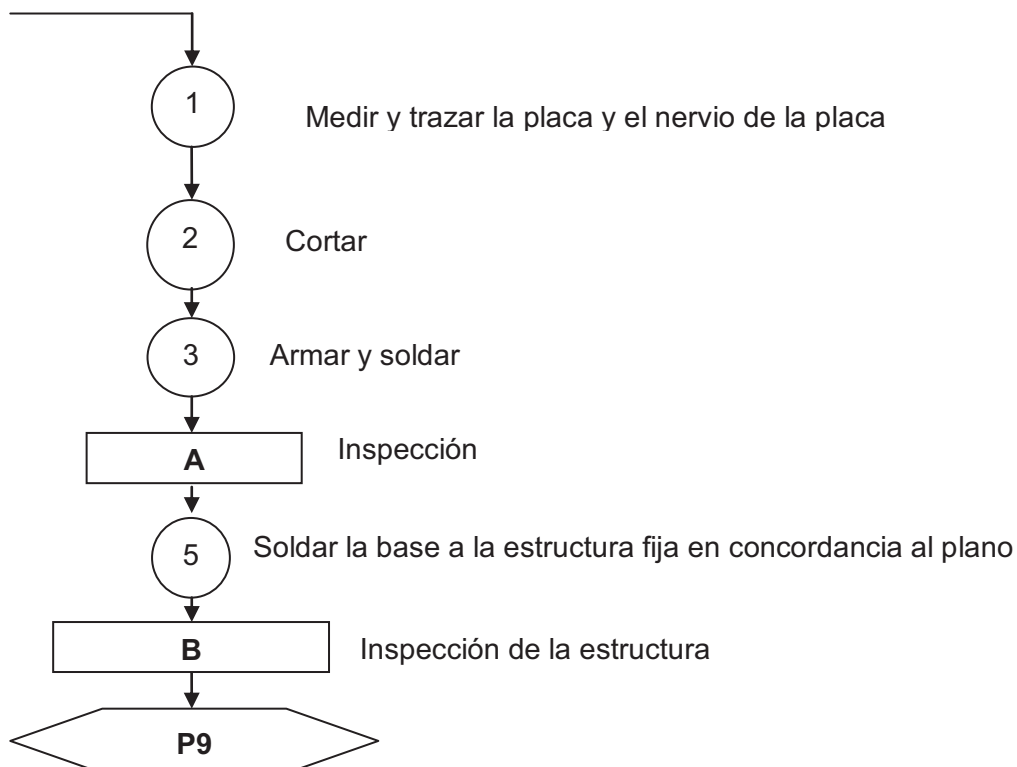 1
Medir y trazar la placa y el nervio de la placa
2
Cortar
3
Armar y soldar
A
Inspección
5
Soldar la base a la estructura fija en concordancia al plano
B
Inspección de la estructura
P9